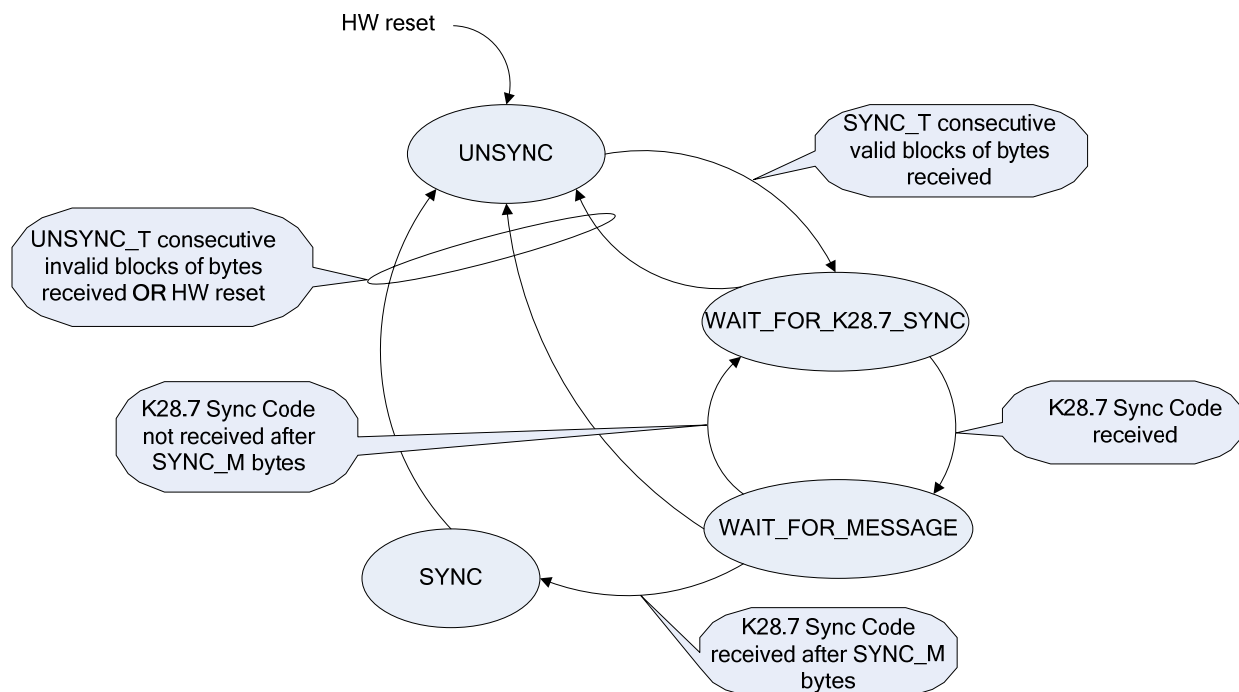 HW reset
UNSYNC
SYNC_T consecutive
valid blocks of bytes
received
UNSYNC_T consecutive
invalid blocks of bytes
received OR HW reset
WAIT_FOR_K28.7_SYNC
K28.7 Sync Code
not received after
SYNC_M bytes
K28.7 Sync Code
received
WAIT_FOR_MESSAGE
SYNC
K28.7 Sync Code
received after SYNC_M
bytes